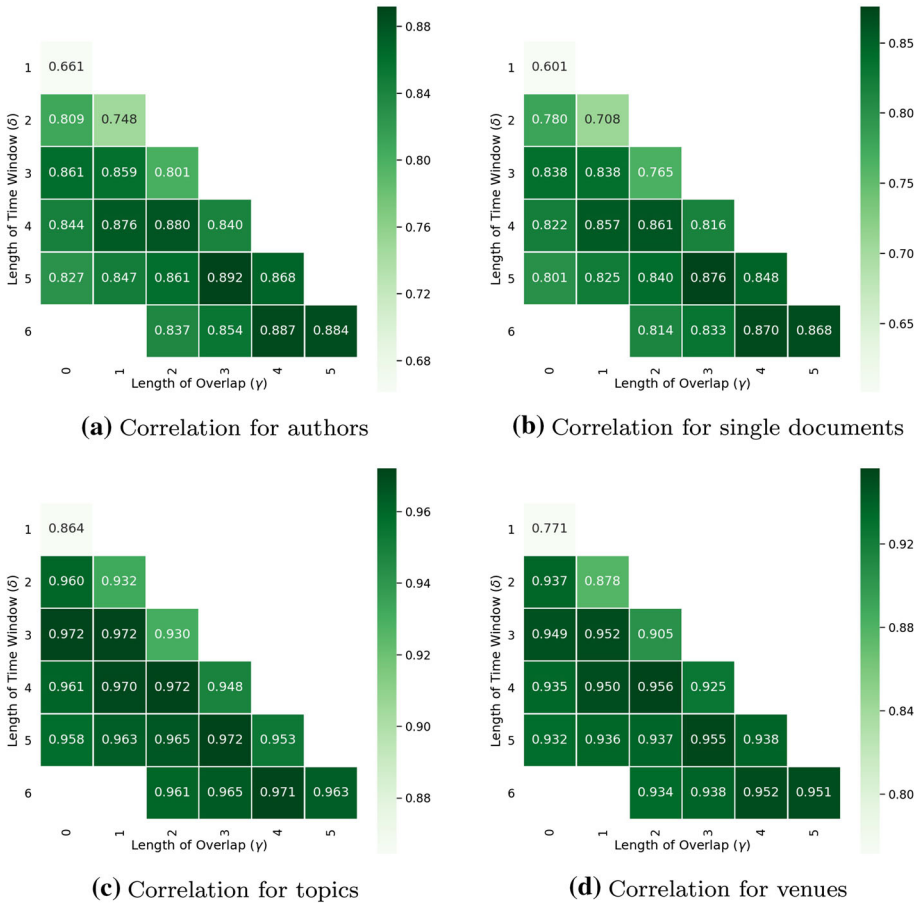 0.88
0.84
0.80
0.76
0.72
0.68
1 0.661
2 0.809 0.748
3 0.861 0.859 0.801
4 0.844 0.876 0.880 0.840
5 0.827 0.847 0.861 0.892 0.868
6 0.837 0.854 0.887 0.884
0 1 2 3 4 5
Length of Time Window (δ)
Length of Overlap (γ)
(a) Correlation for authors
0.85
0.80
0.75
0.70
0.65
1 0.601
2 0.780 0.708
3 0.838 0.838 0.765
4 0.822 0.857 0.861 0.816
5 0.801 0.825 0.840 0.876 0.848
6 0.814 0.833 0.870 0.868
0 1 2 3 4 5
Length of Time Window (δ)
Length of Overlap (γ)
(b) Correlation for single documents
0.96
0.94
0.92
0.90
0.88
1 0.864
2 0.960 0.932
3 0.972 0.972 0.930
4 0.961 0.970 0.972 0.948
5 0.958 0.963 0.965 0.972 0.953
6 0.961 0.965 0.971 0.963
0 1 2 3 4 5
Length of Time Window (δ)
Length of Overlap (γ)
(c) Correlation for topics
0.92
0.88
0.84
0.80
1 0.771
2 0.937 0.878
3 0.949 0.952 0.905
4 0.935 0.950 0.956 0.925
5 0.932 0.936 0.937 0.955 0.938
6 0.934 0.938 0.952 0.951
0 1 2 3 4 5
Length of Time Window (δ)
Length of Overlap (γ)
(d) Correlation for venues